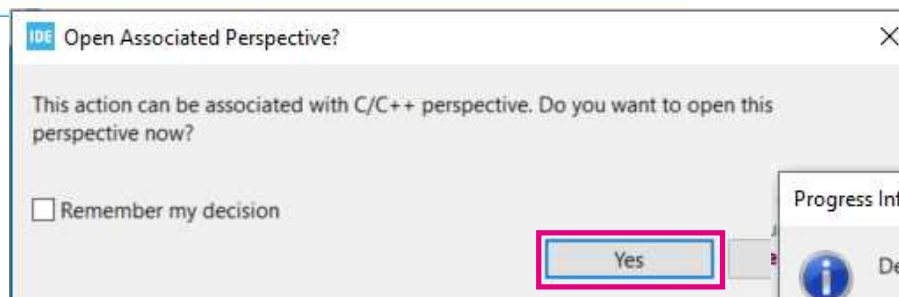 IDE Open Associated Perspective?
This action can be associated with C/C++ perspective. Do you want to open this
perspective now?
Remember my decision
Progress Inf
Yes
De